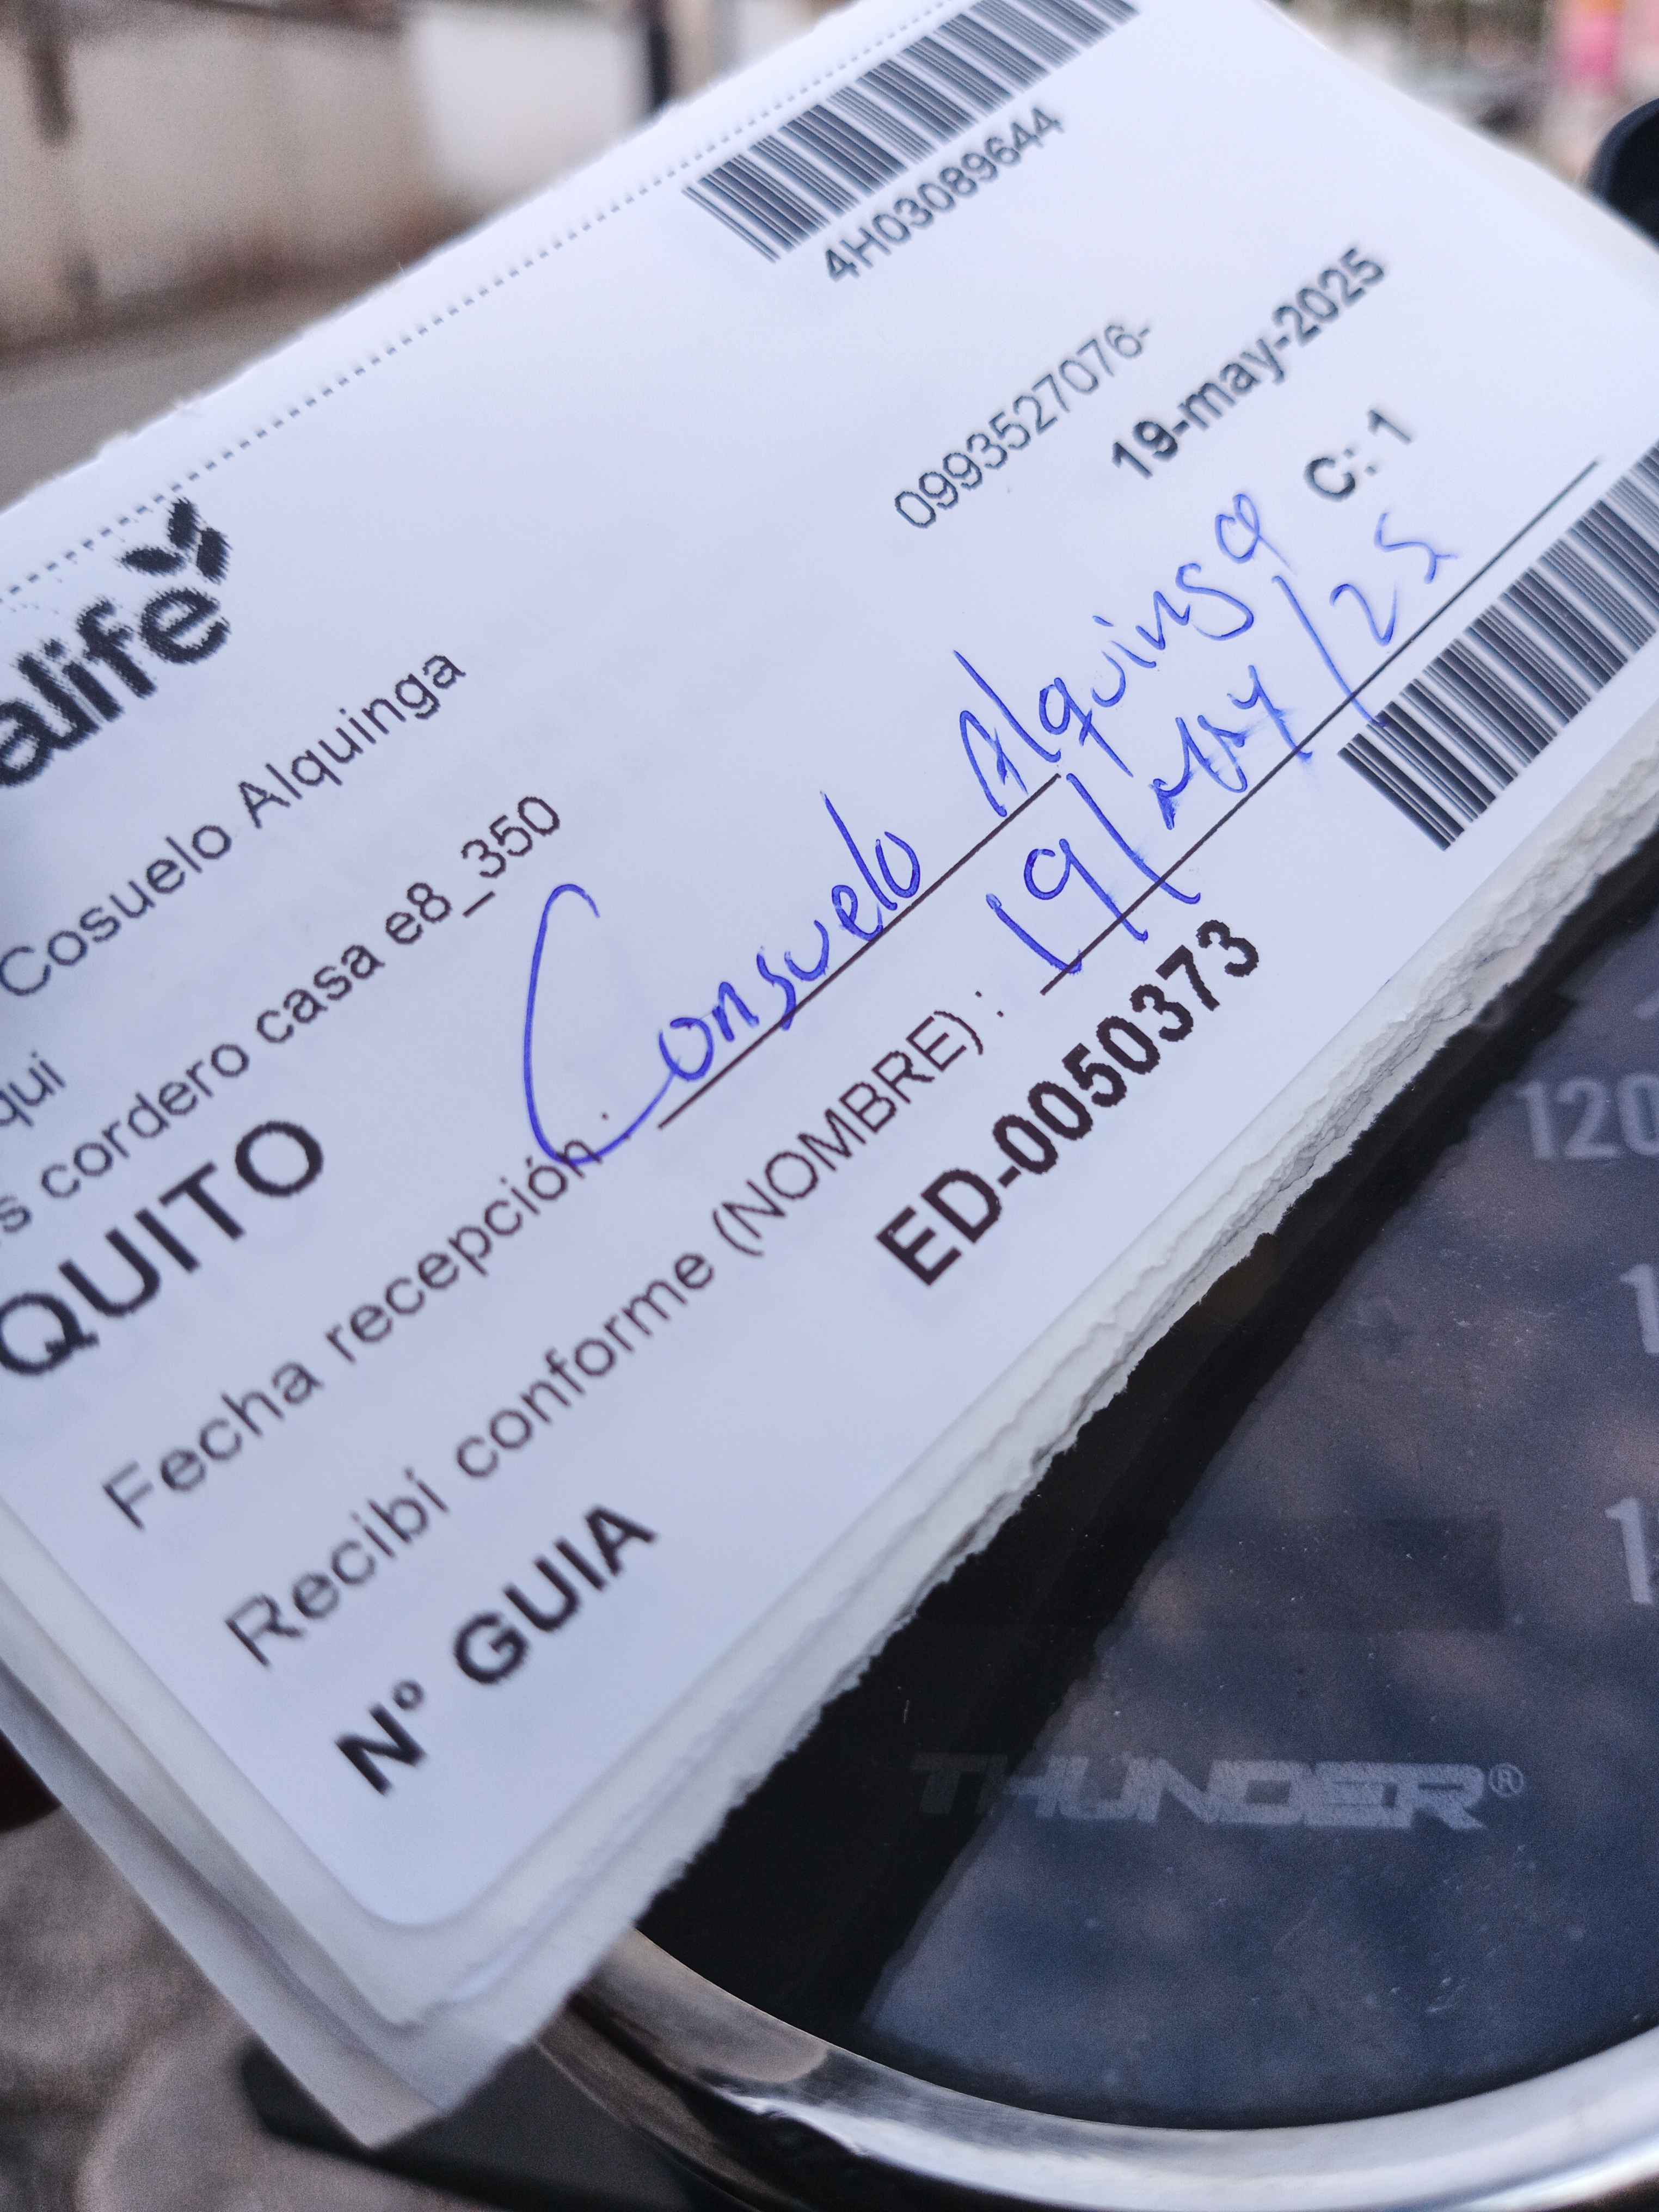 4H03089644
alife
0993527076-
19-may-2025
Cosuelo Alquinga
C:. 1
qui
s cordero casa e8_350
QUITO
Fecha recepción : Consuelo Alquinga
Recibí conforme (NOMBRE) : 19/May/25
Nº GUIA ED-0050373
120
THUNDER®